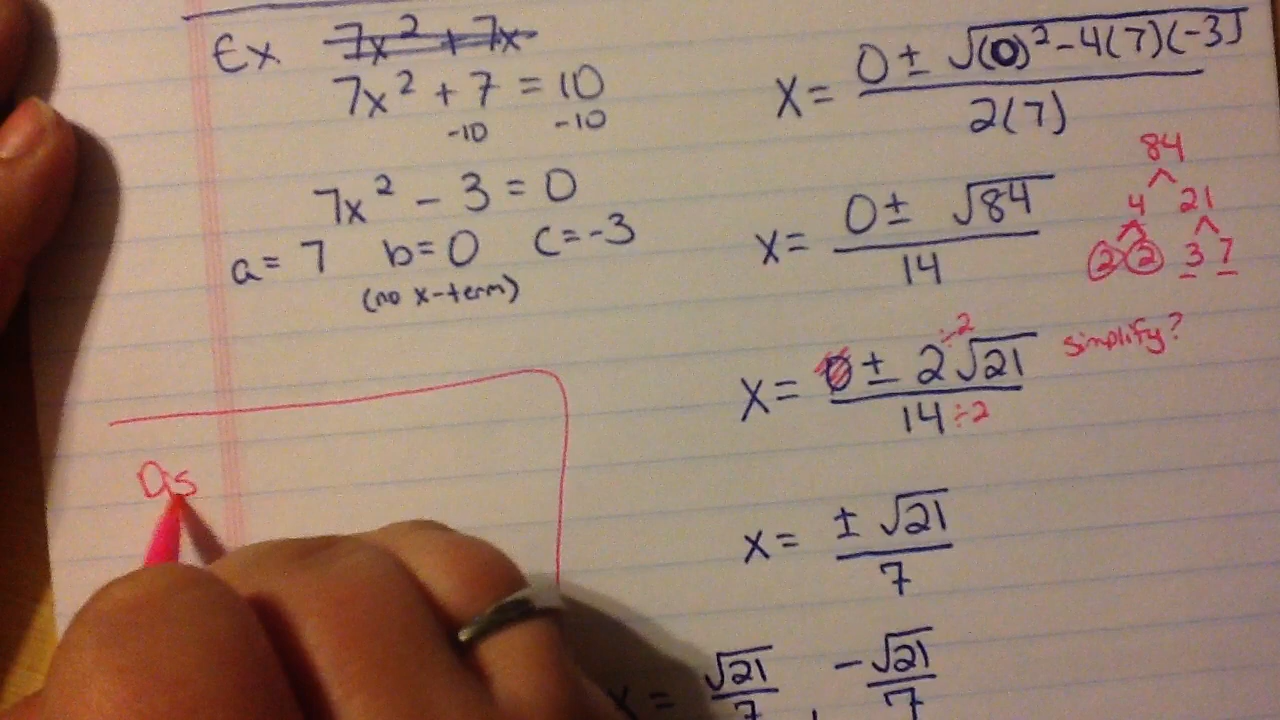 Ex 7x² + 7x
7x² + 7 = 10
-10 -10
7x² - 3 = 0
a = 7 b = 0 c = -3
(no x-term)
Dis
x = 0 ± √(0)² - 4(7)(-3)
2(7)
84
4 21
2 2 3 7
x = 0 ± √84
14
÷2
x = 0 ± 2√21 simplify?
14 ÷2
x = ± √21
7
x = √21 , -√21
7 7